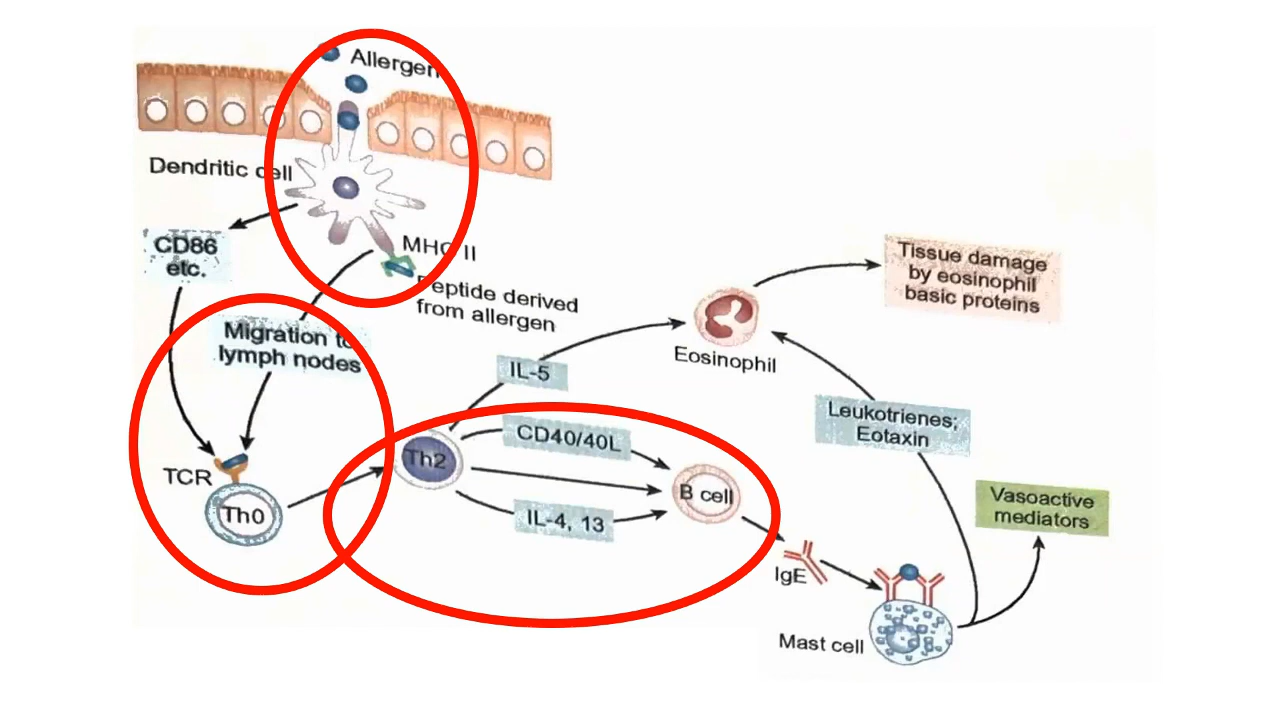 Allergen
Dendritic cell
CD86
etc.
MHC II
Peptide derived
from allergen
Migration to
lymph nodes
TCR
Th0
Th2
IL-5
CD40/40L
IL-4, 13
B cell
Eosinophil
Tissue damage
by eosinophil
basic proteins
Leukotrienes;
Eotaxin
Vasoactive
mediators
IgE
Mast cell